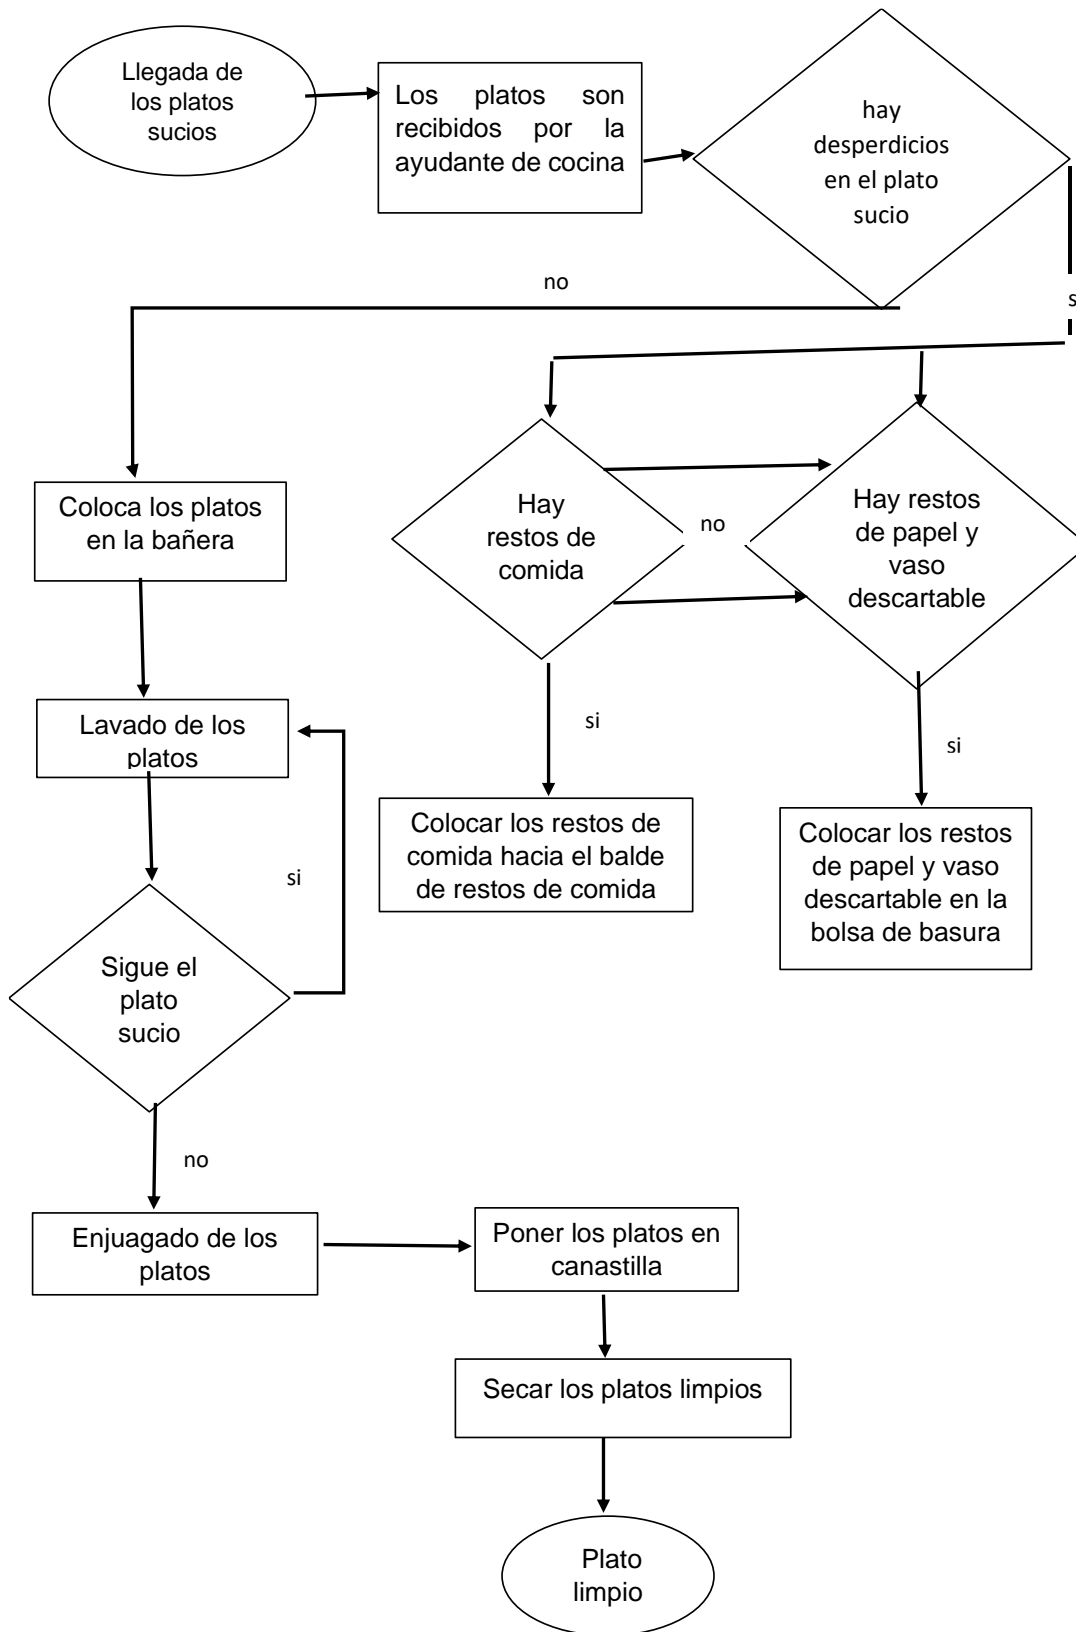 Llegada de
los platos
sucios
Los platos son
recibidos por la
ayudante de cocina
hay
desperdicios
en el plato
sucio
no
s
Coloca los platos
en la bañera
Hay
restos de
comida
no
Hay restos
de papel y
vaso
descartable
Lavado de los
platos
si
si
Colocar los restos de
comida hacia el balde
de restos de comida
Colocar los restos
de papel y vaso
descartable en la
bolsa de basura
si
Sigue el
plato
sucio
no
Enjuagado de los
platos
Poner los platos en
canastilla
Secar los platos limpios
Plato
limpio